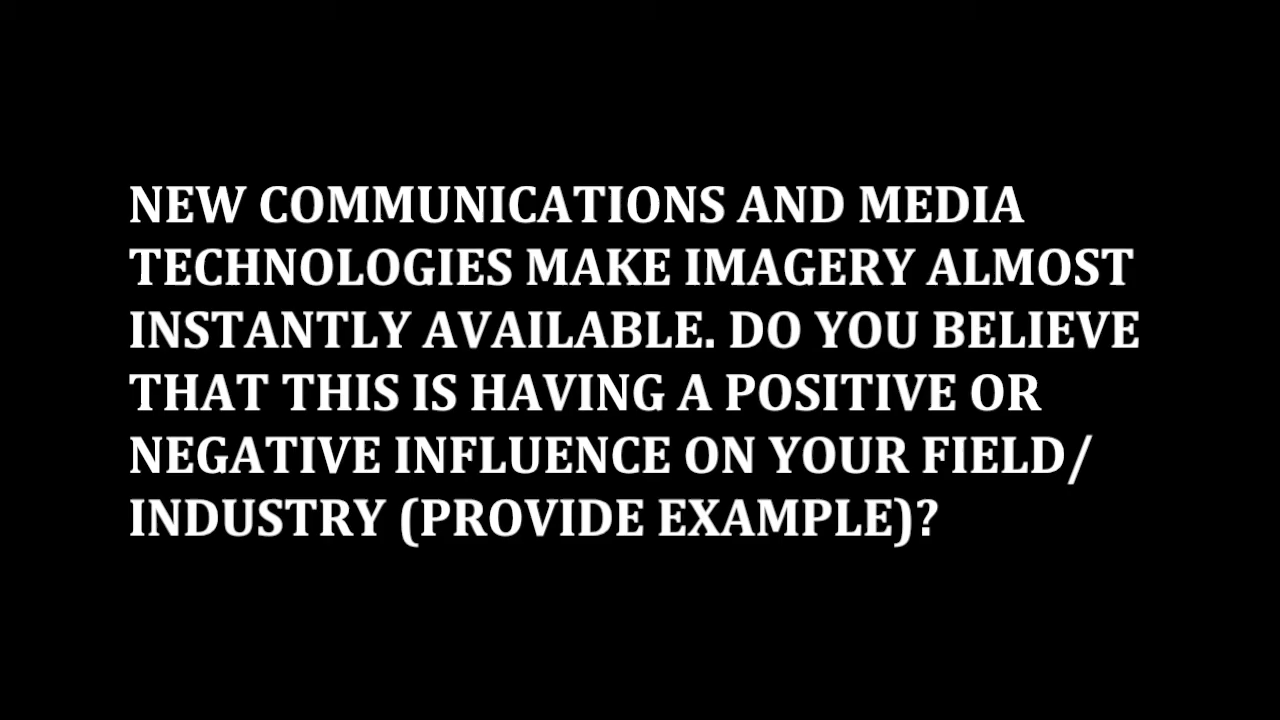 NEW COMMUNICATIONS AND MEDIA
TECHNOLOGIES MAKE IMAGERY ALMOST
INSTANTLY AVAILABLE. DO YOU BELIEVE
THAT THIS IS HAVING A POSITIVE OR
NEGATIVE INFLUENCE ON YOUR FIELD/
INDUSTRY (PROVIDE EXAMPLE)?